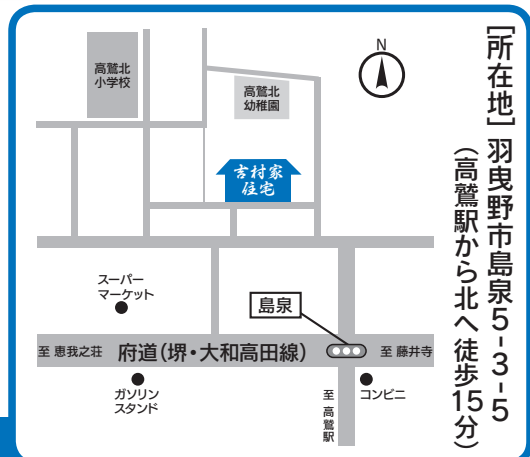 ［所在地］羽曳野市島泉5-3-5
（高鷲駅から北へ徒歩15分）
N
高鷲北
小学校
高鷲北
幼稚園
吉村家
住宅
スーパー
マーケット
島泉
至 恵我之荘
府道（堺・大和高田線）
至 藤井寺
ガソリン
スタンド
至 高鷲駅
コンビニ